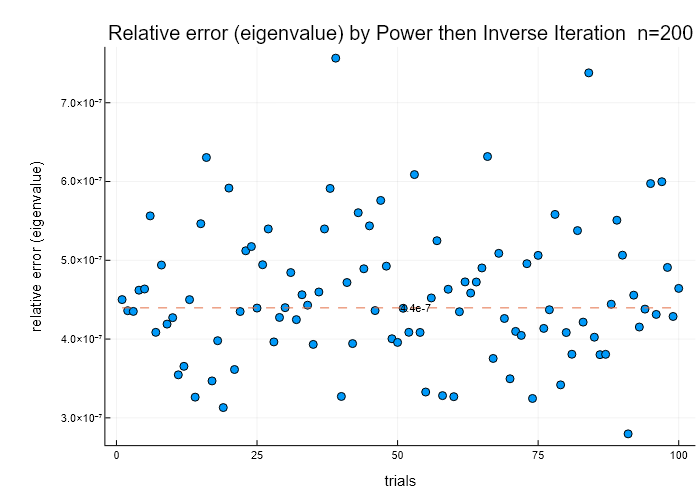 Relative error (eigenvalue) by Power then Inverse Iteration n=200
relative error (eigenvalue)
7.0×10⁻⁷
6.0×10⁻⁷
5.0×10⁻⁷
4.0×10⁻⁷
3.0×10⁻⁷
4.4e-7
0 25 50 75 100
trials